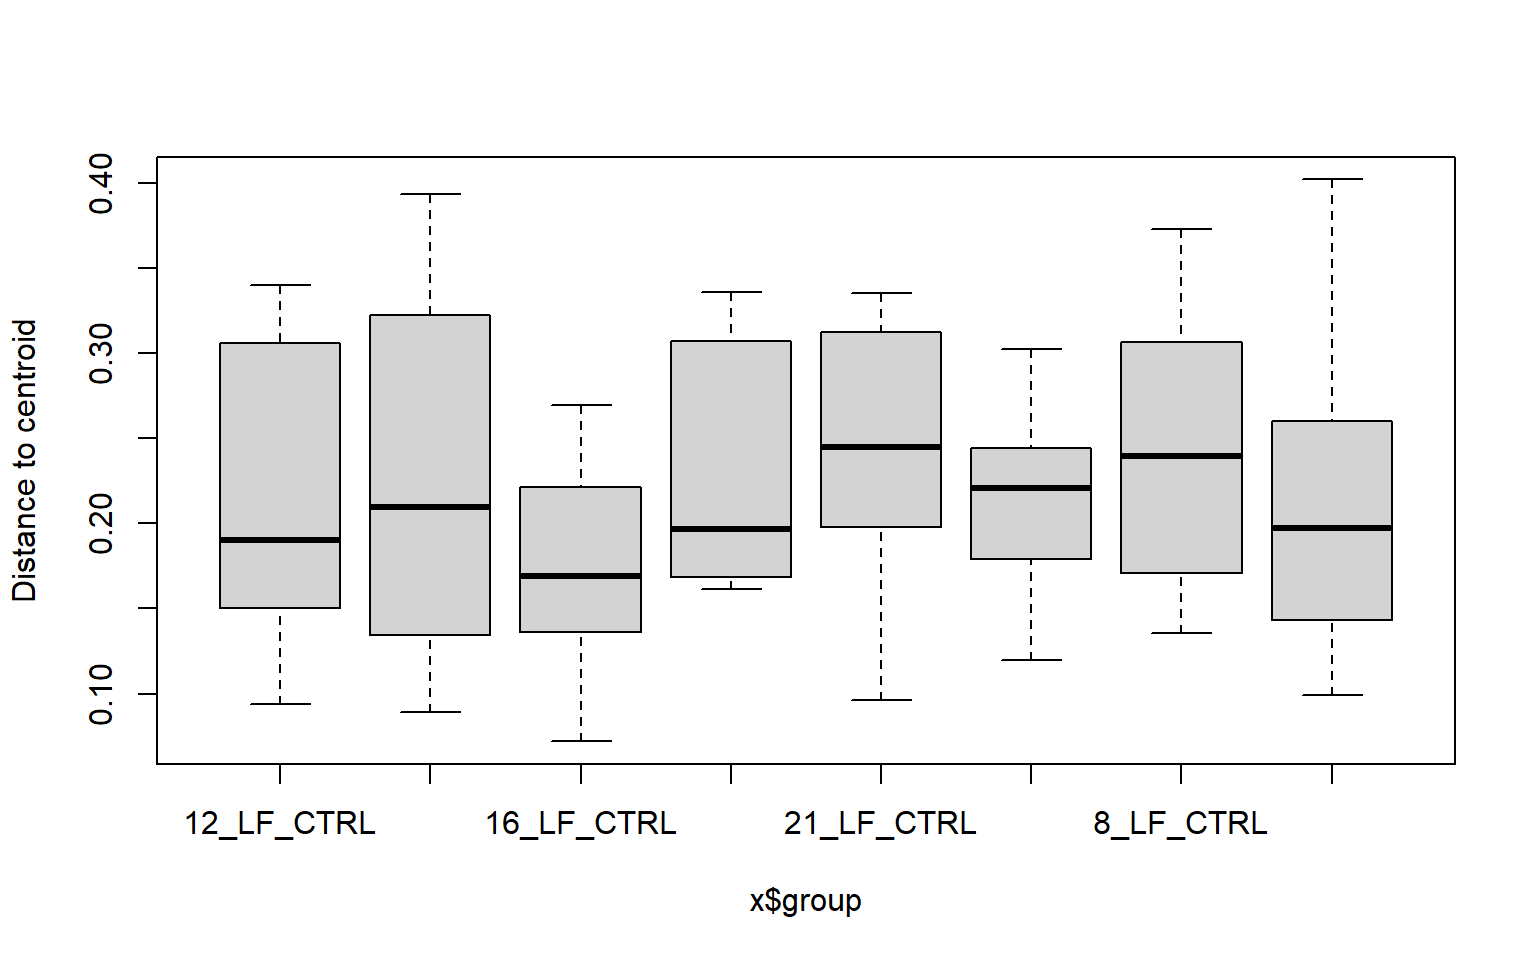 Distance to centroid
0.40
0.30
0.20
0.10
12_LF_CTRL 16_LF_CTRL 21_LF_CTRL 8_LF_CTRL
x$group